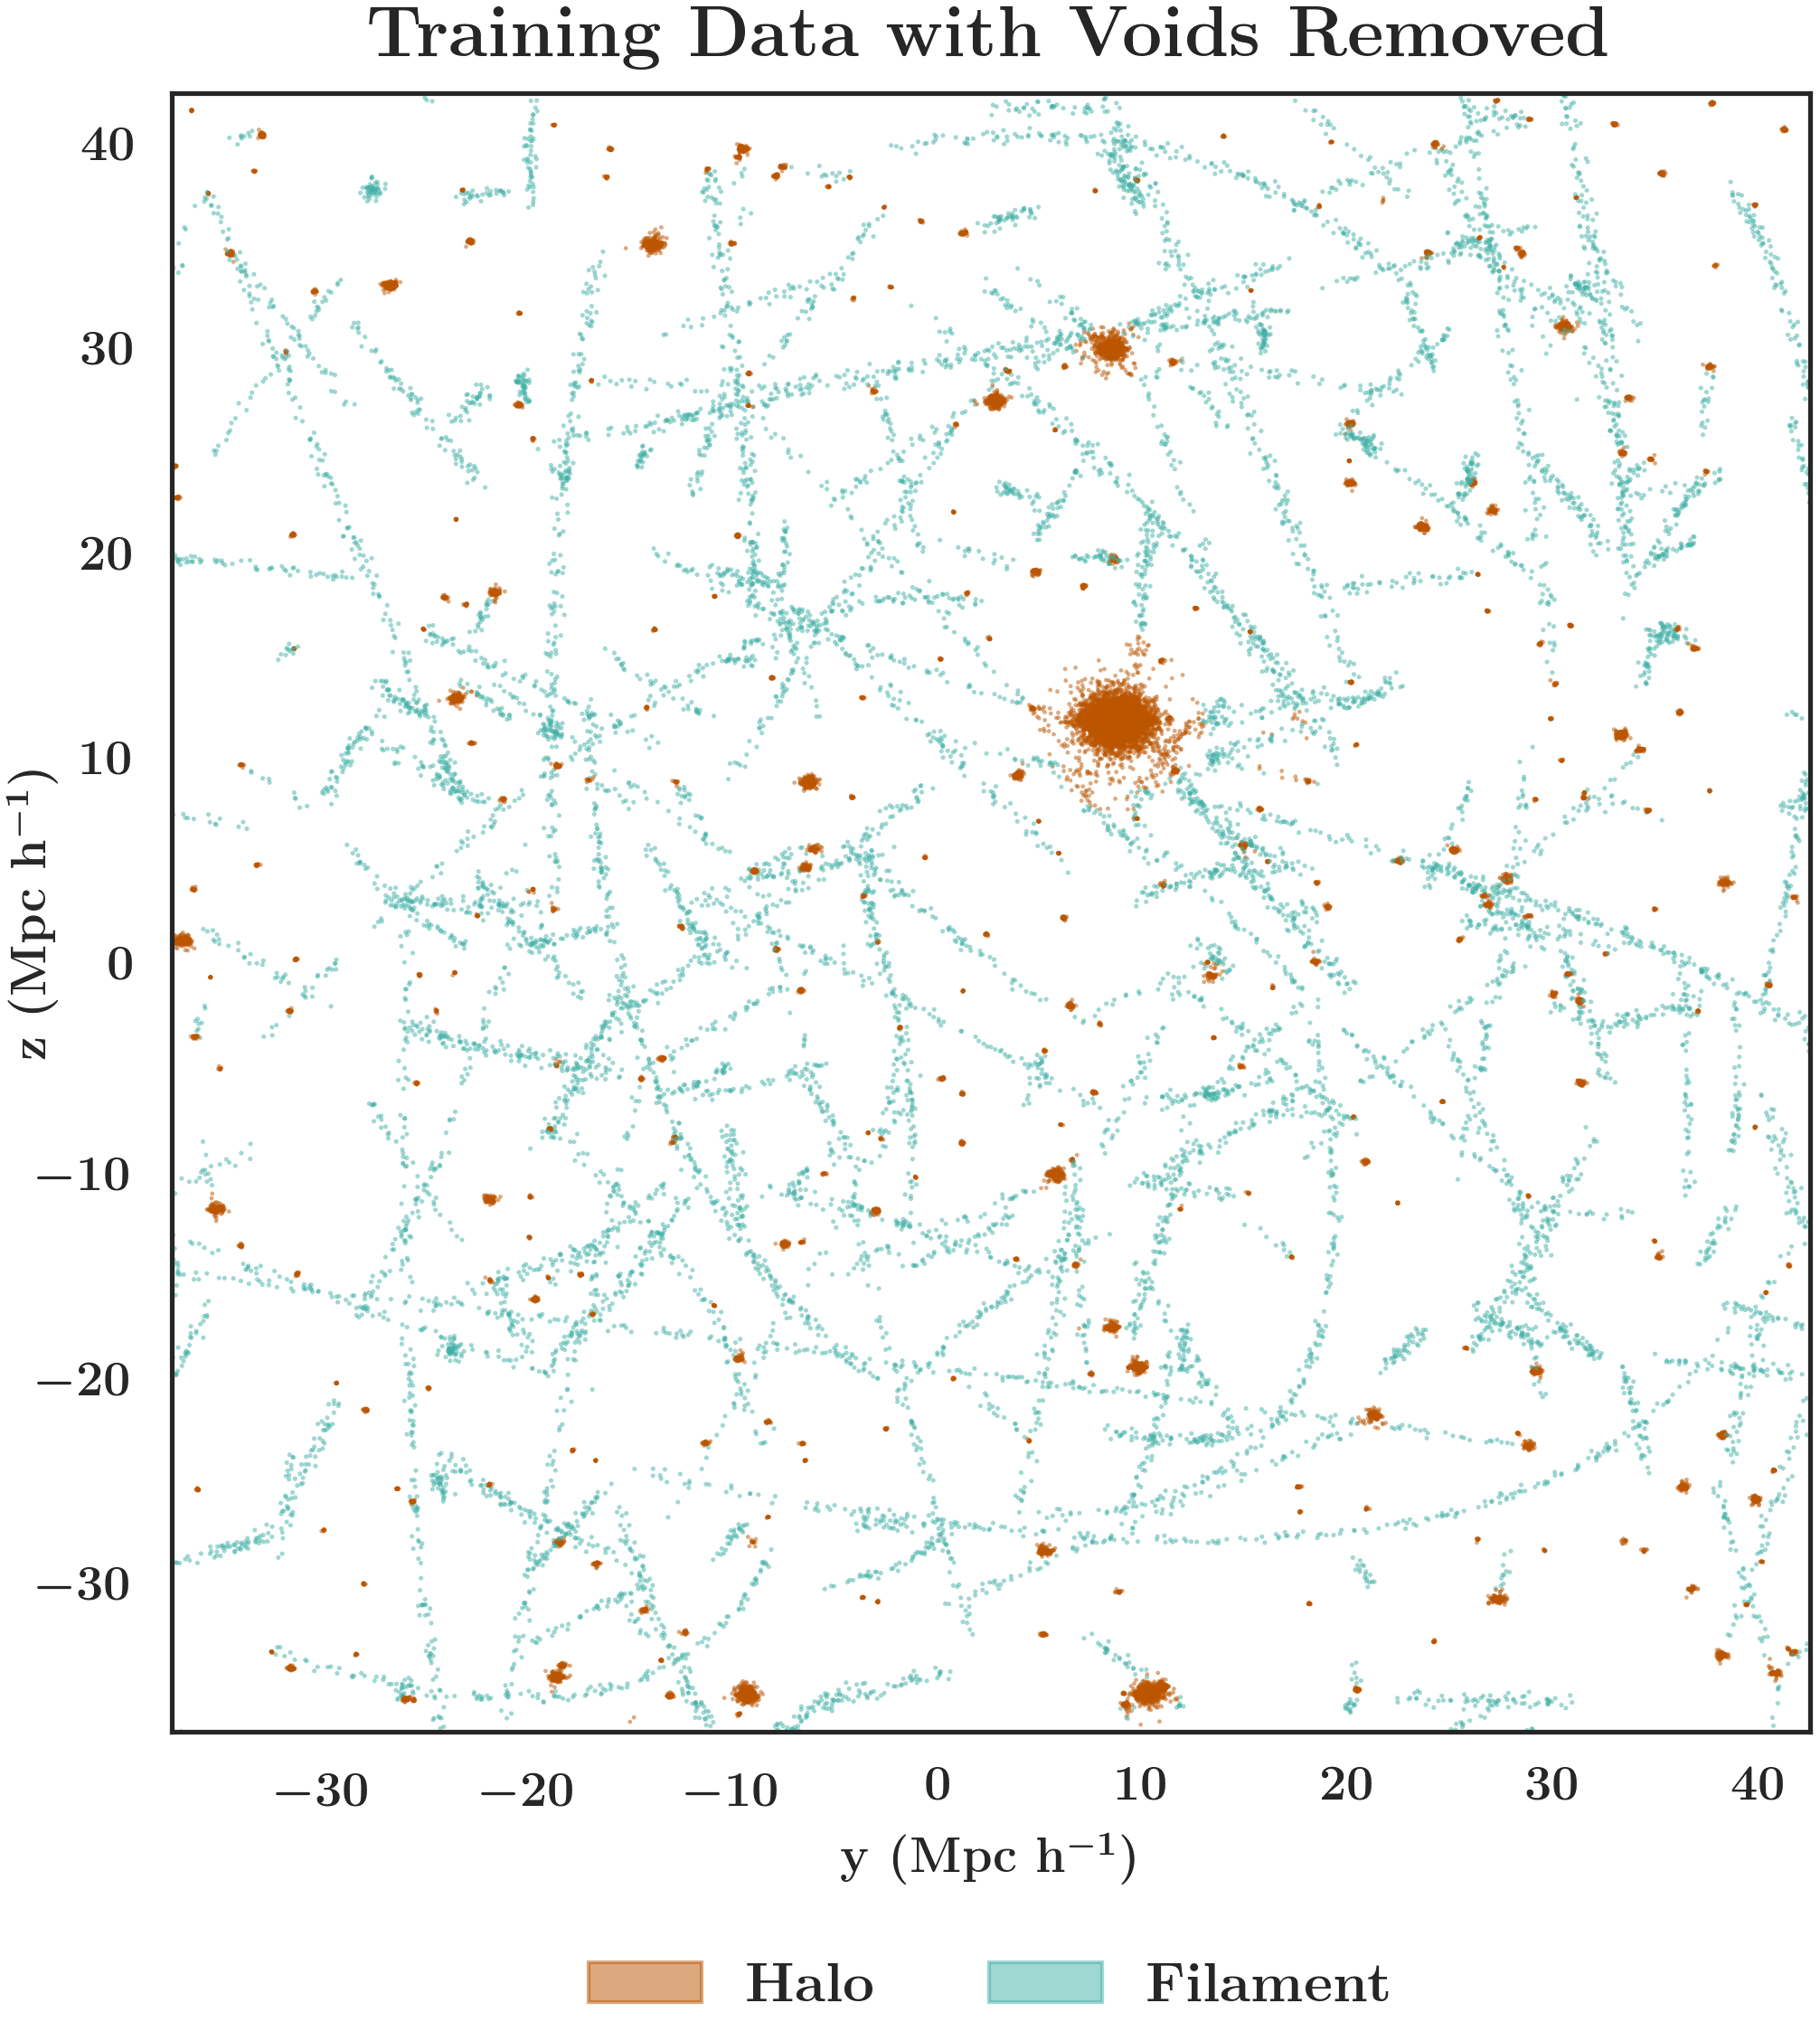 Training Data with Voids Removed
40
30
20
10
0
−10
−20
−30
z (Mpc h⁻¹)
−30 −20 −10 0 10 20 30 40
y (Mpc h⁻¹)
Halo Filament